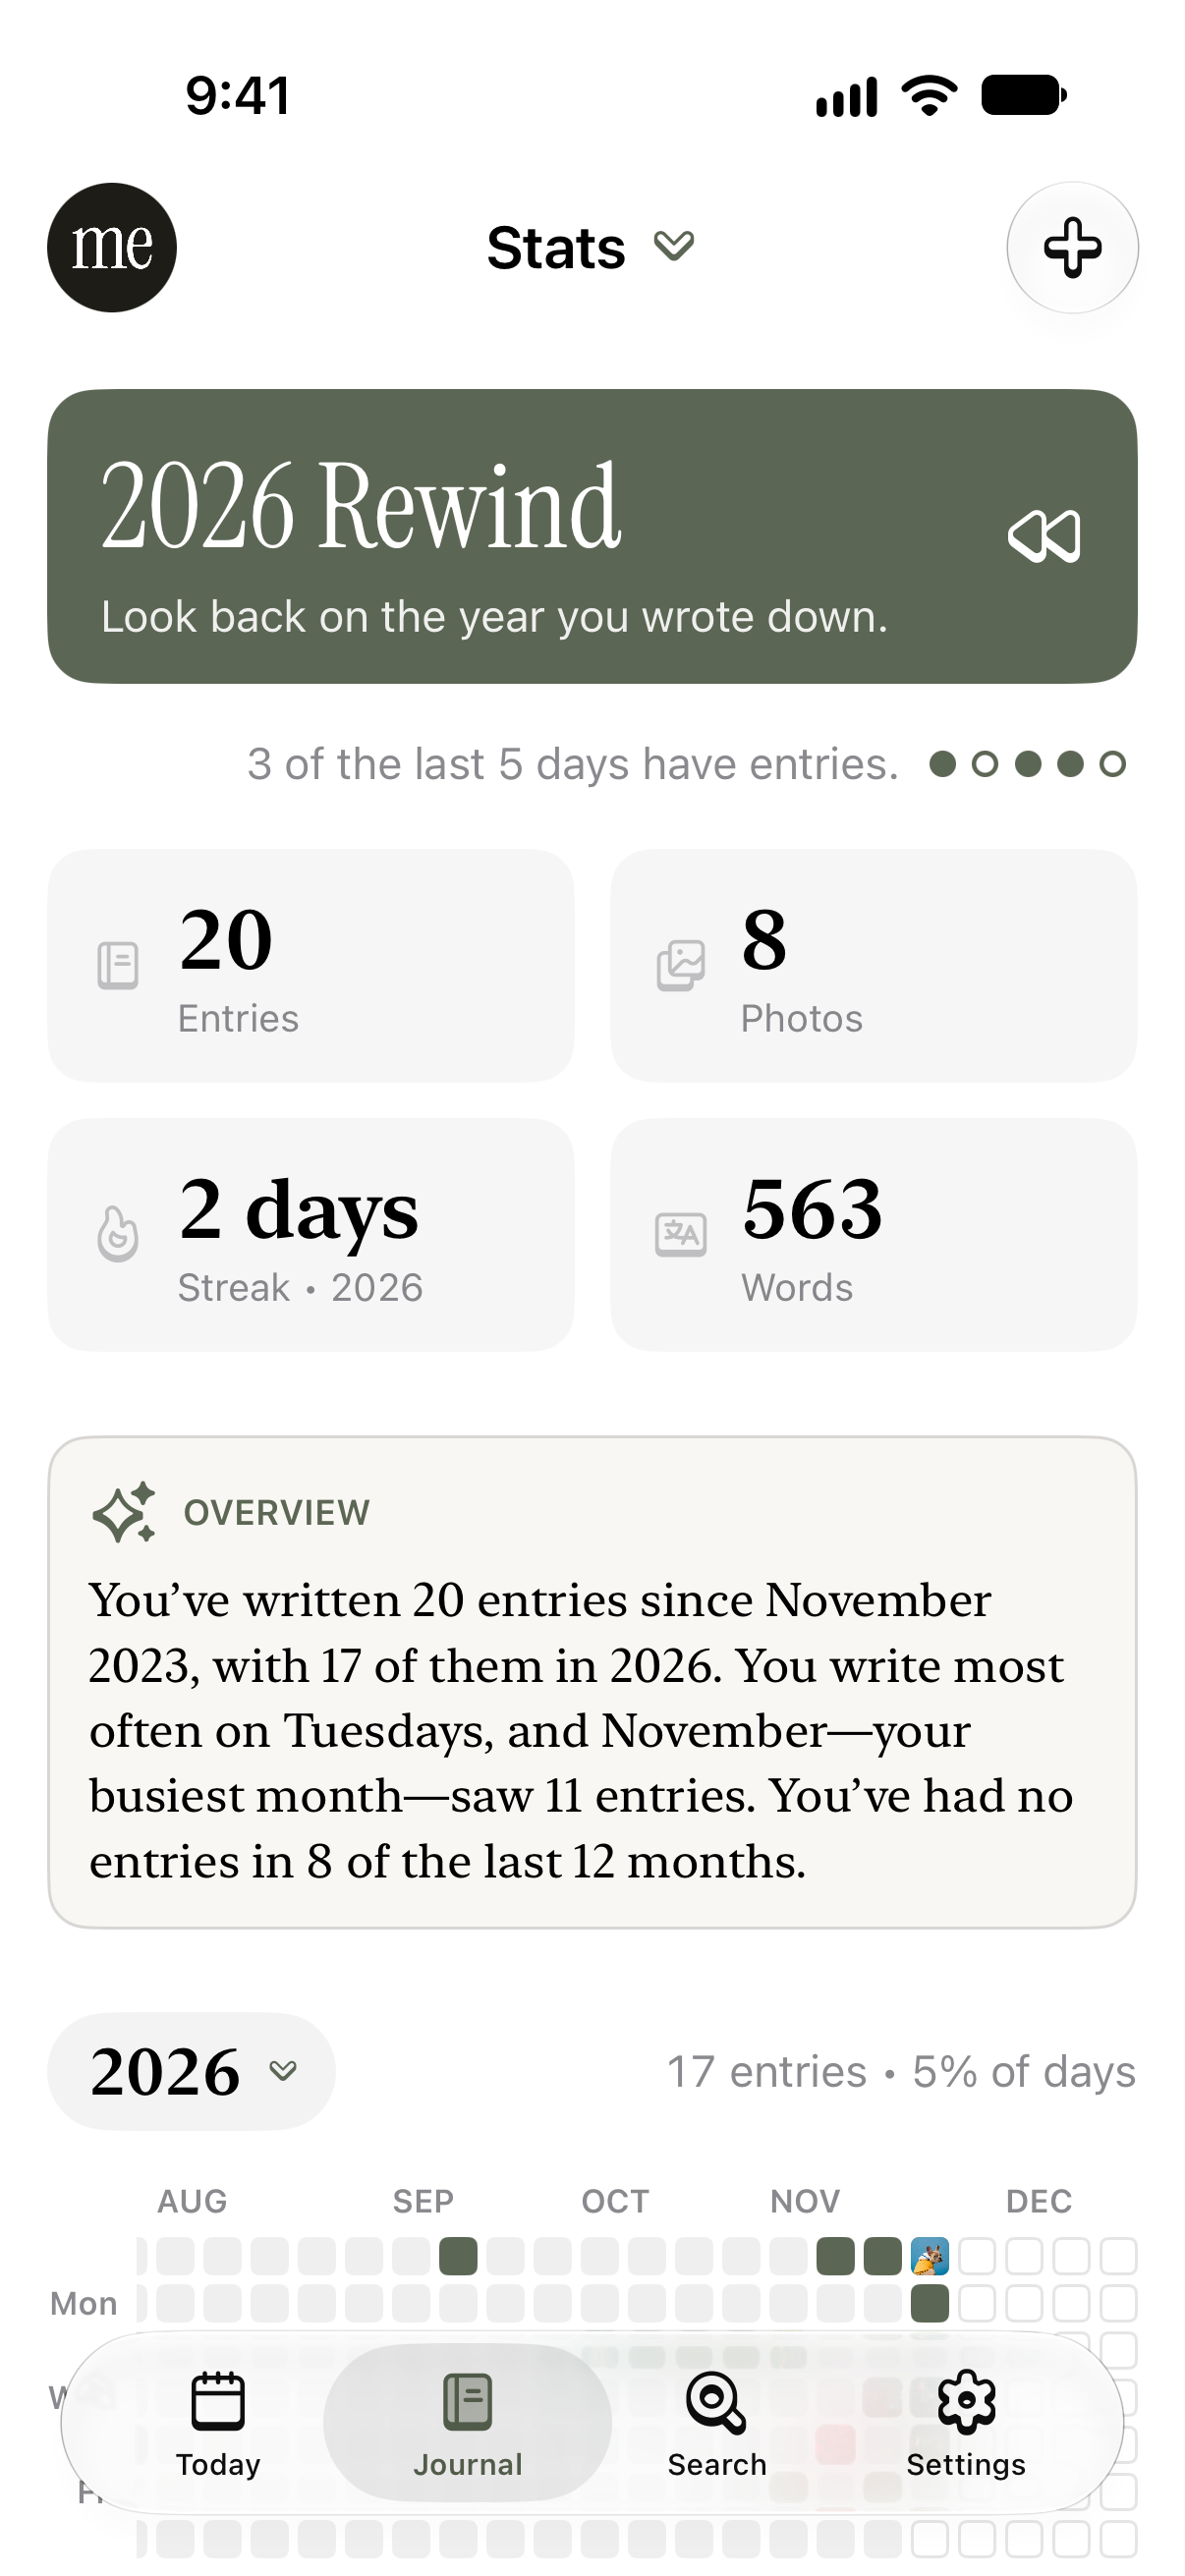 9:41
me
Stats
2026 Rewind
Look back on the year you wrote down.
3 of the last 5 days have entries.
20
Entries
8
Photos
2 days
Streak • 2026
563
Words
OVERVIEW
You’ve written 20 entries since November
2023, with 17 of them in 2026. You write most
often on Tuesdays, and November—your
busiest month—saw 11 entries. You’ve had no
entries in 8 of the last 12 months.
2026
17 entries • 5% of days
AUG SEP OCT NOV DEC
Mon
Today
Journal
Search
Settings